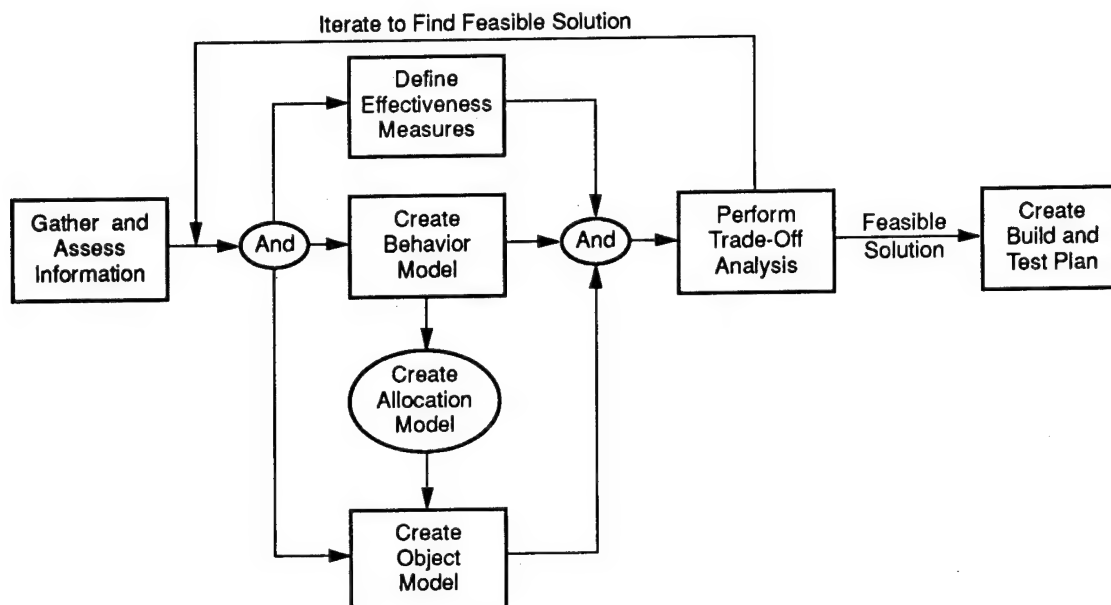 Iterate to Find Feasible Solution
Define
Effectiveness
Measures
Gather and
Assess
Information
And
Create
Behavior
Model
And
Perform
Trade-Off
Analysis
Feasible
Solution
Create
Build and
Test Plan
Create
Allocation
Model
Create
Object
Model